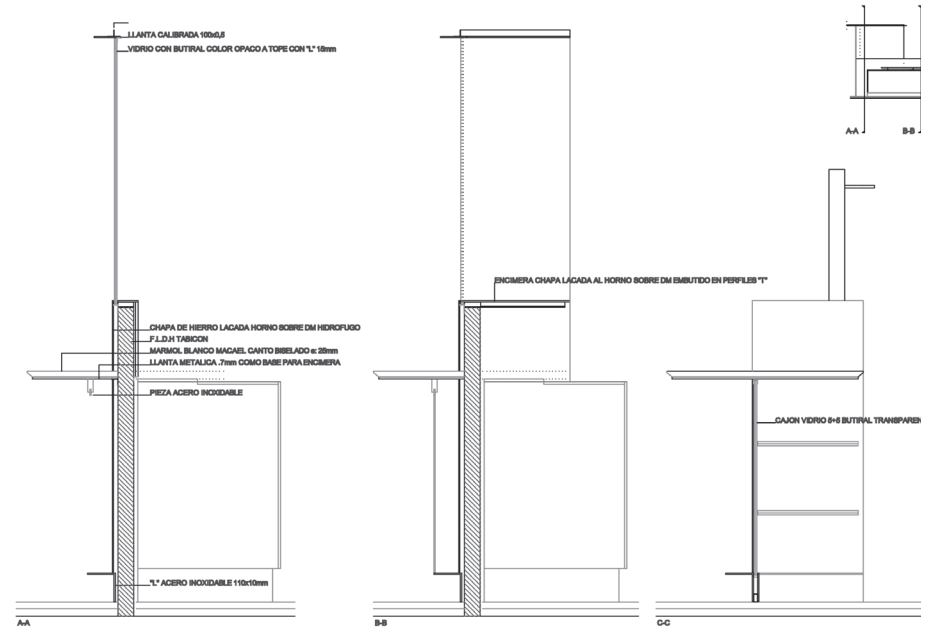 LLANTA CALIBRADA 100x0,5
VIDRIO CON BUTIRAL COLOR OPACO A TOPE CON "L" 15mm
A-A
B-B
ENCIMERA CHAPA LACADA AL HORNO SOBRE DM EMBUTIDO EN PERFILES "T"
CHAPA DE HIERRO LACADA HORNO SOBRE DM HIDROFUGO
F.L.D.H TABICON
MARMOL BLANCO MACAEL CANTO BISELADO e: 25mm
LLANTA METALICA .7mm COMO BASE PARA ENCIMERA
PIEZA ACERO INOXIDABLE
CAJON VIDRIO 5+5 BUTIRAL TRANSPAREN
"L" ACERO INOXIDABLE 110x10mm
A-A
B-B
C-C